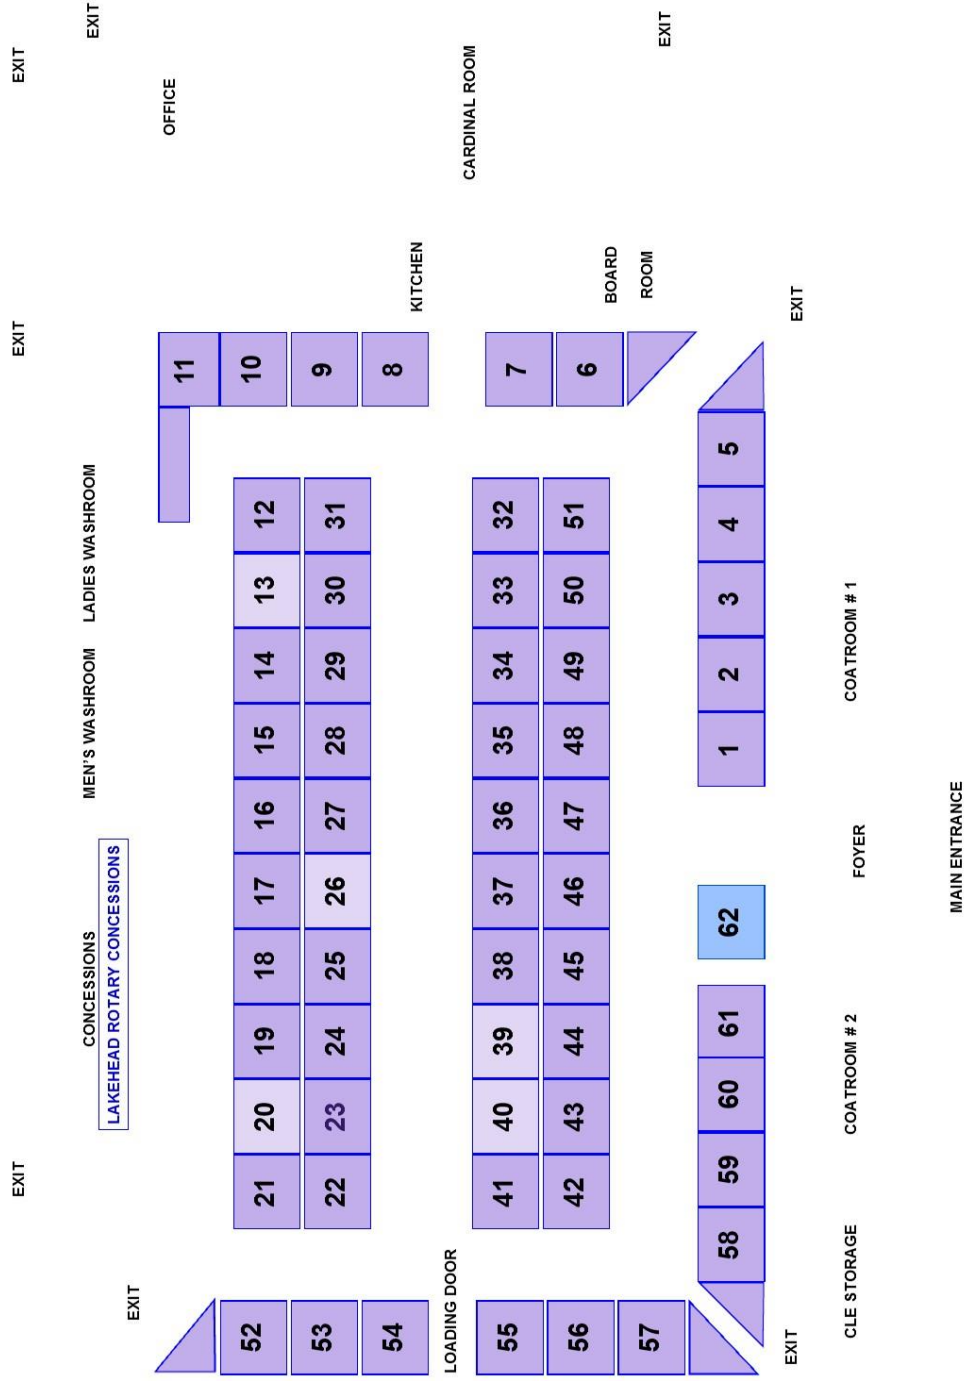 EXIT EXIT EXIT
CONCESSIONS MEN'S WASHROOM LADIES WASHROOM EXIT
LAKEHEAD ROTARY CONCESSIONS
EXIT
OFFICE
11
52 21 20 19 18 17 16 15 14 13 12 10
53 22 23 24 25 26 27 28 29 30 31 9
54 8
KITCHEN
LOADING DOOR CARDINAL ROOM
55 41 40 39 38 37 36 35 34 33 32 7
56 42 43 44 45 46 47 48 49 50 51 6
BOARD
57 ROOM
EXIT
58 59 60 61 62 1 2 3 4 5
EXIT EXIT
CLE STORAGE COATROOM # 2 FOYER COATROOM # 1
MAIN ENTRANCE